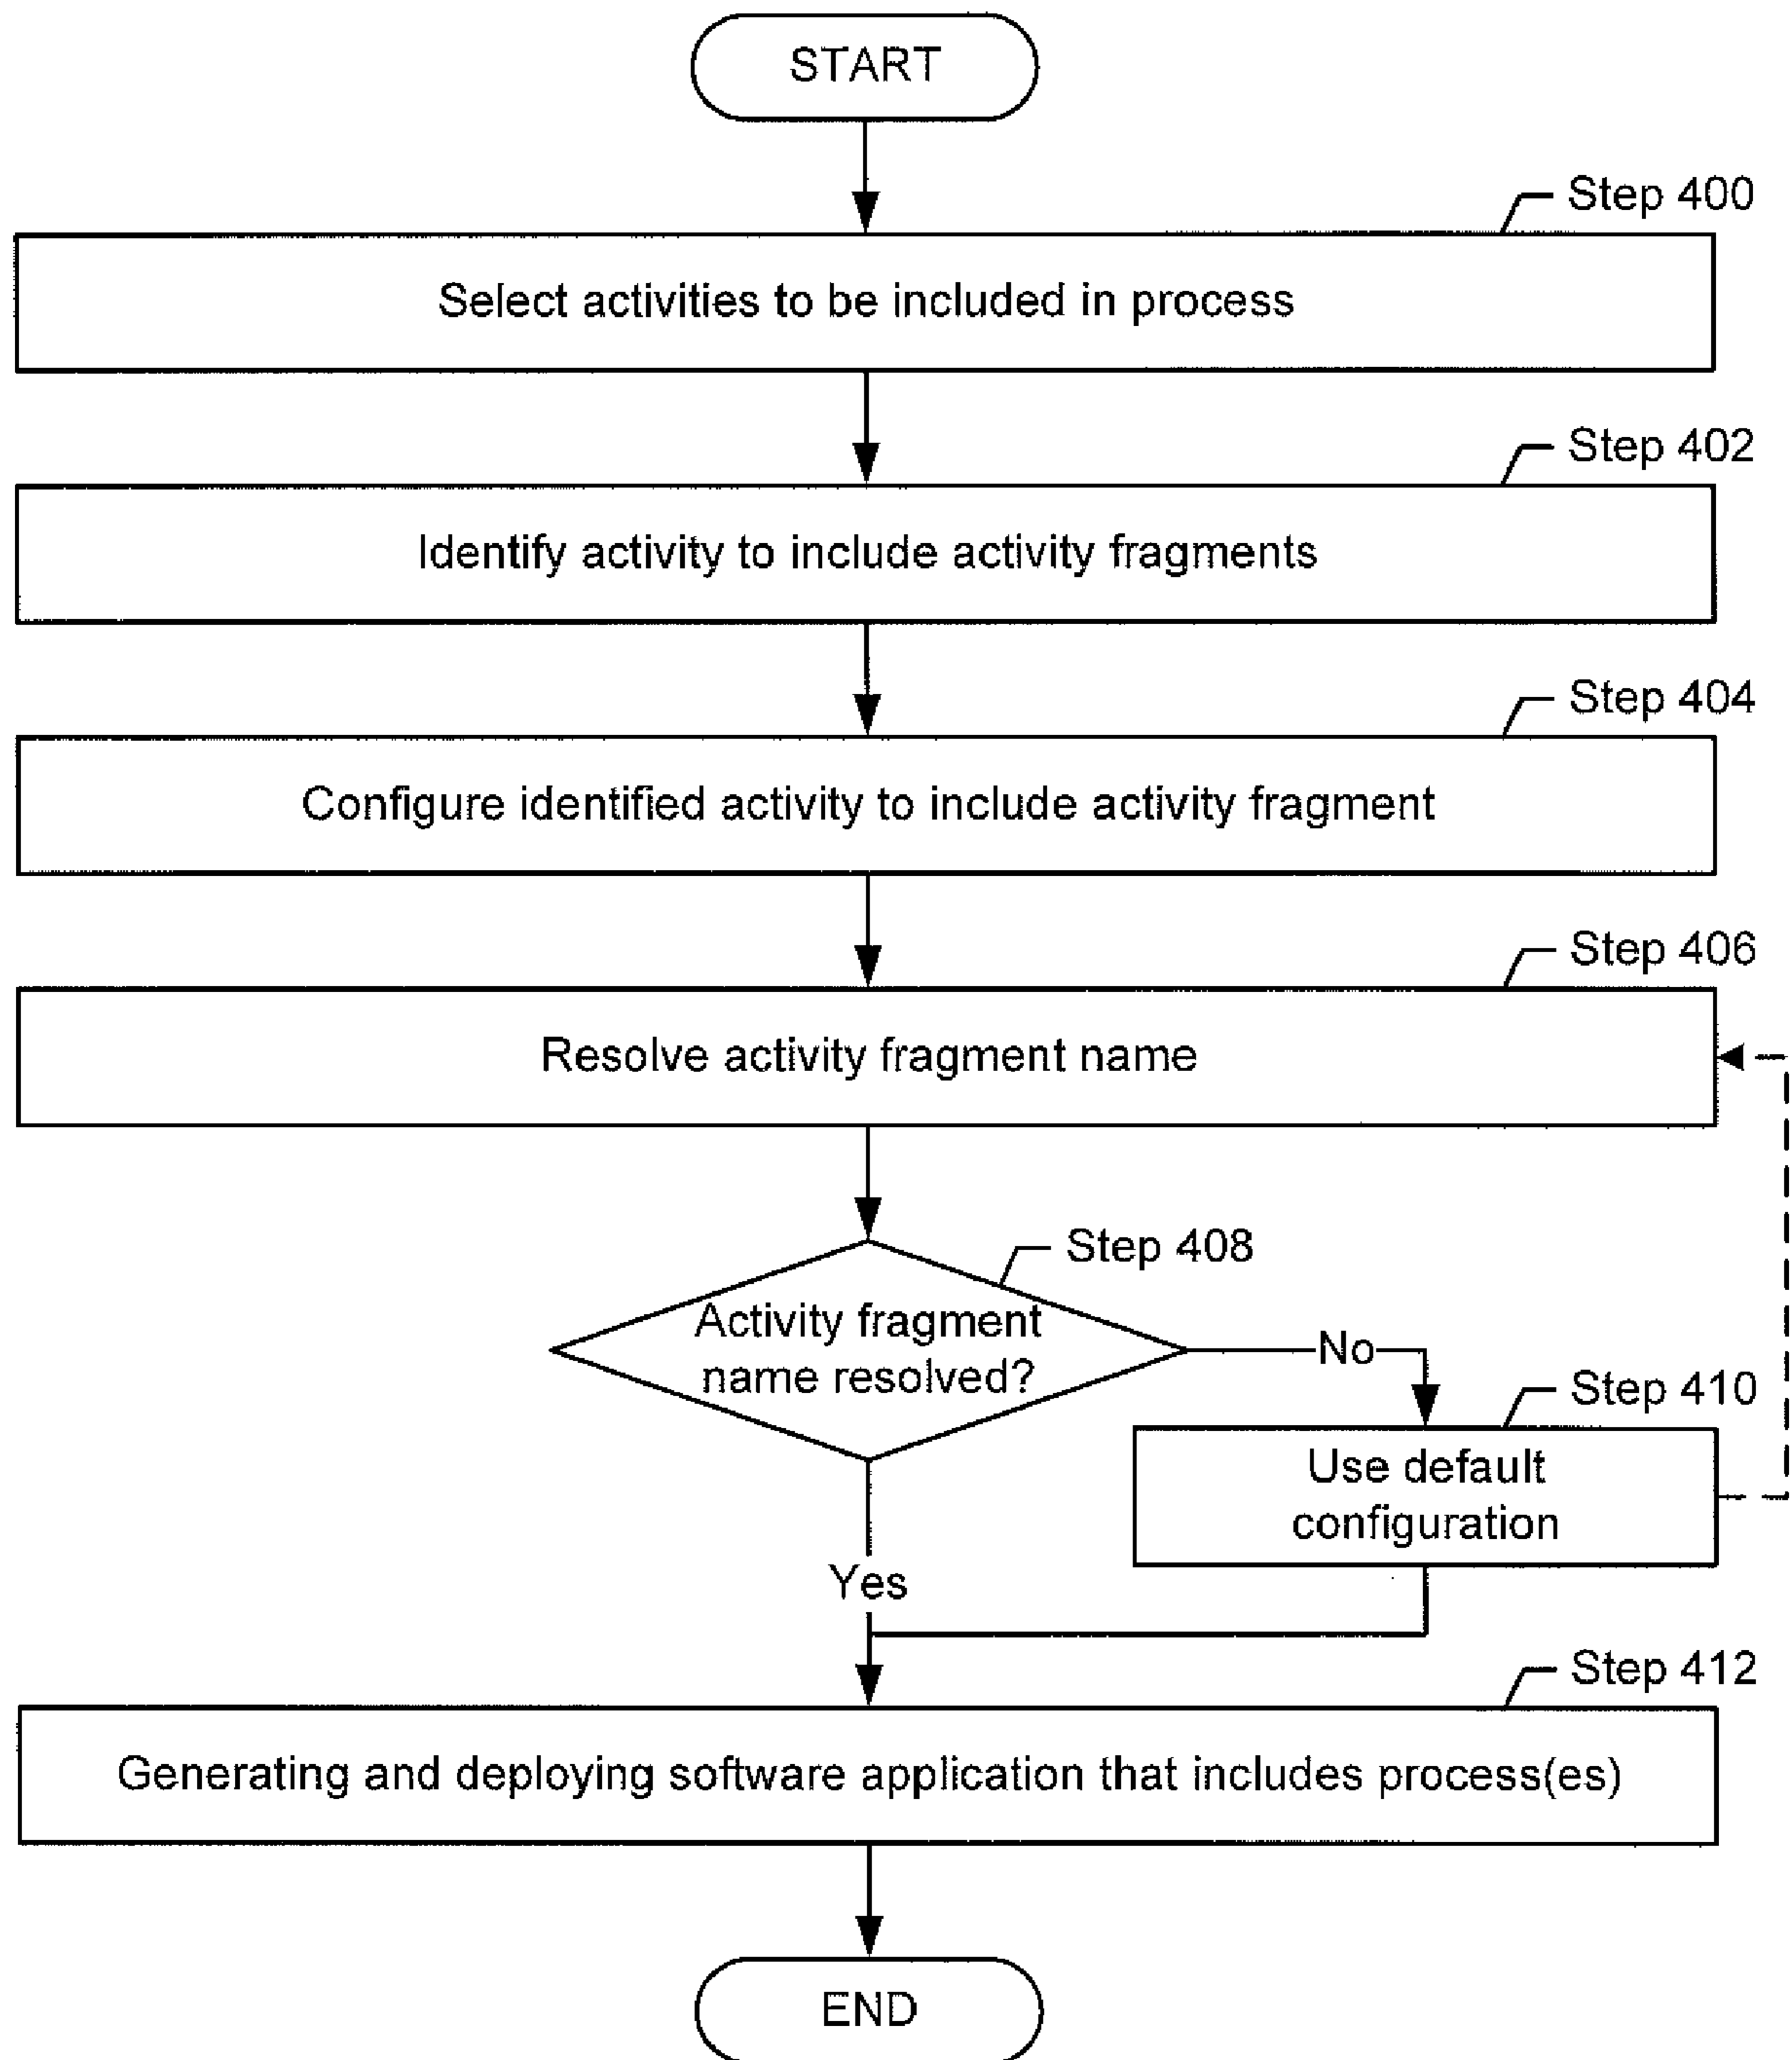 START
Step 400
Select activities to be included in process
Step 402
Identify activity to include activity fragments
Step 404
Configure identified activity to include activity fragment
Step 406
Resolve activity fragment name
Step 408
Activity fragment
name resolved?
No
Step 410
Use default
configuration
Yes
Step 412
Generating and deploying software application that includes process(es)
END